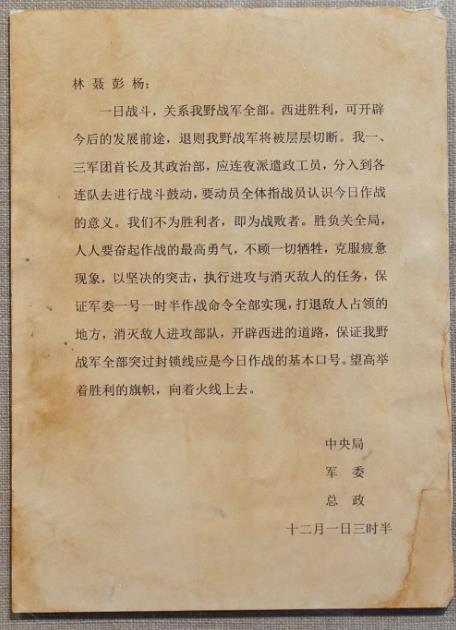 林 聂 彭 杨：
一日战斗，关系我野战军全部。西进胜利，可开辟
今后的发展前途，退则我野战军将被层层切断。我一、
三军团首长及其政治部，应连夜派遣政工员，分入到各
连队去进行战斗鼓动，要动员全体指战员认识今日作战
的意义。我们不为胜利者，即为战败者。胜负关全局，
人人要奋起作战的最高勇气，不顾一切牺牲，克服疲惫
现象，以坚决的突击，执行进攻与消灭敌人的任务，保
证军委一号一时半作战命令全部实现，打退敌人占领的
地方，消灭敌人进攻部队，开辟西进的道路，保证我野
战军全部突过封锁线应是今日作战的基本口号。望高举
着胜利的旗帜，向着火线上去。
中央局
军 委
总 政
十二月一日三时半